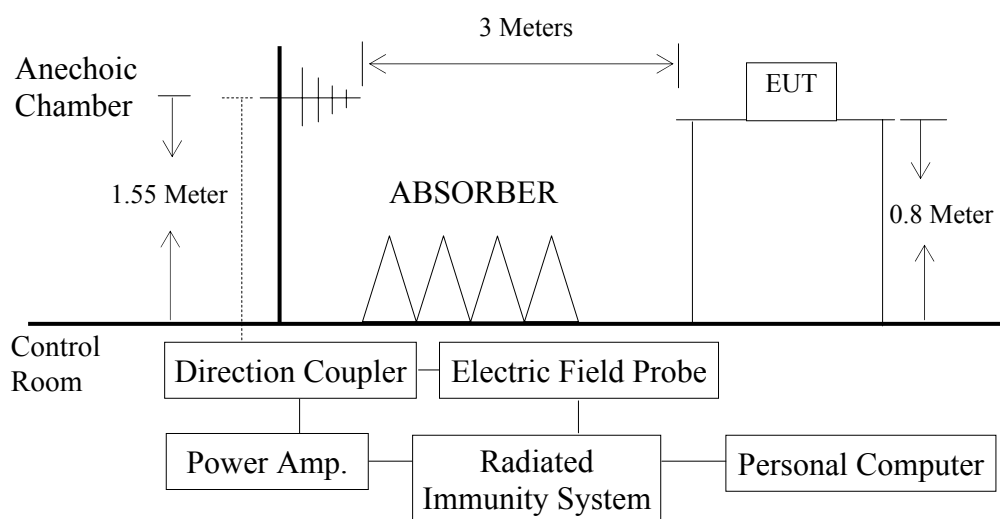 3 Meters
Anechoic
Chamber
EUT
1.55 Meter
ABSORBER
0.8 Meter
Control
Room
Direction Coupler
Electric Field Probe
Power Amp.
Radiated
Immunity System
Personal Computer